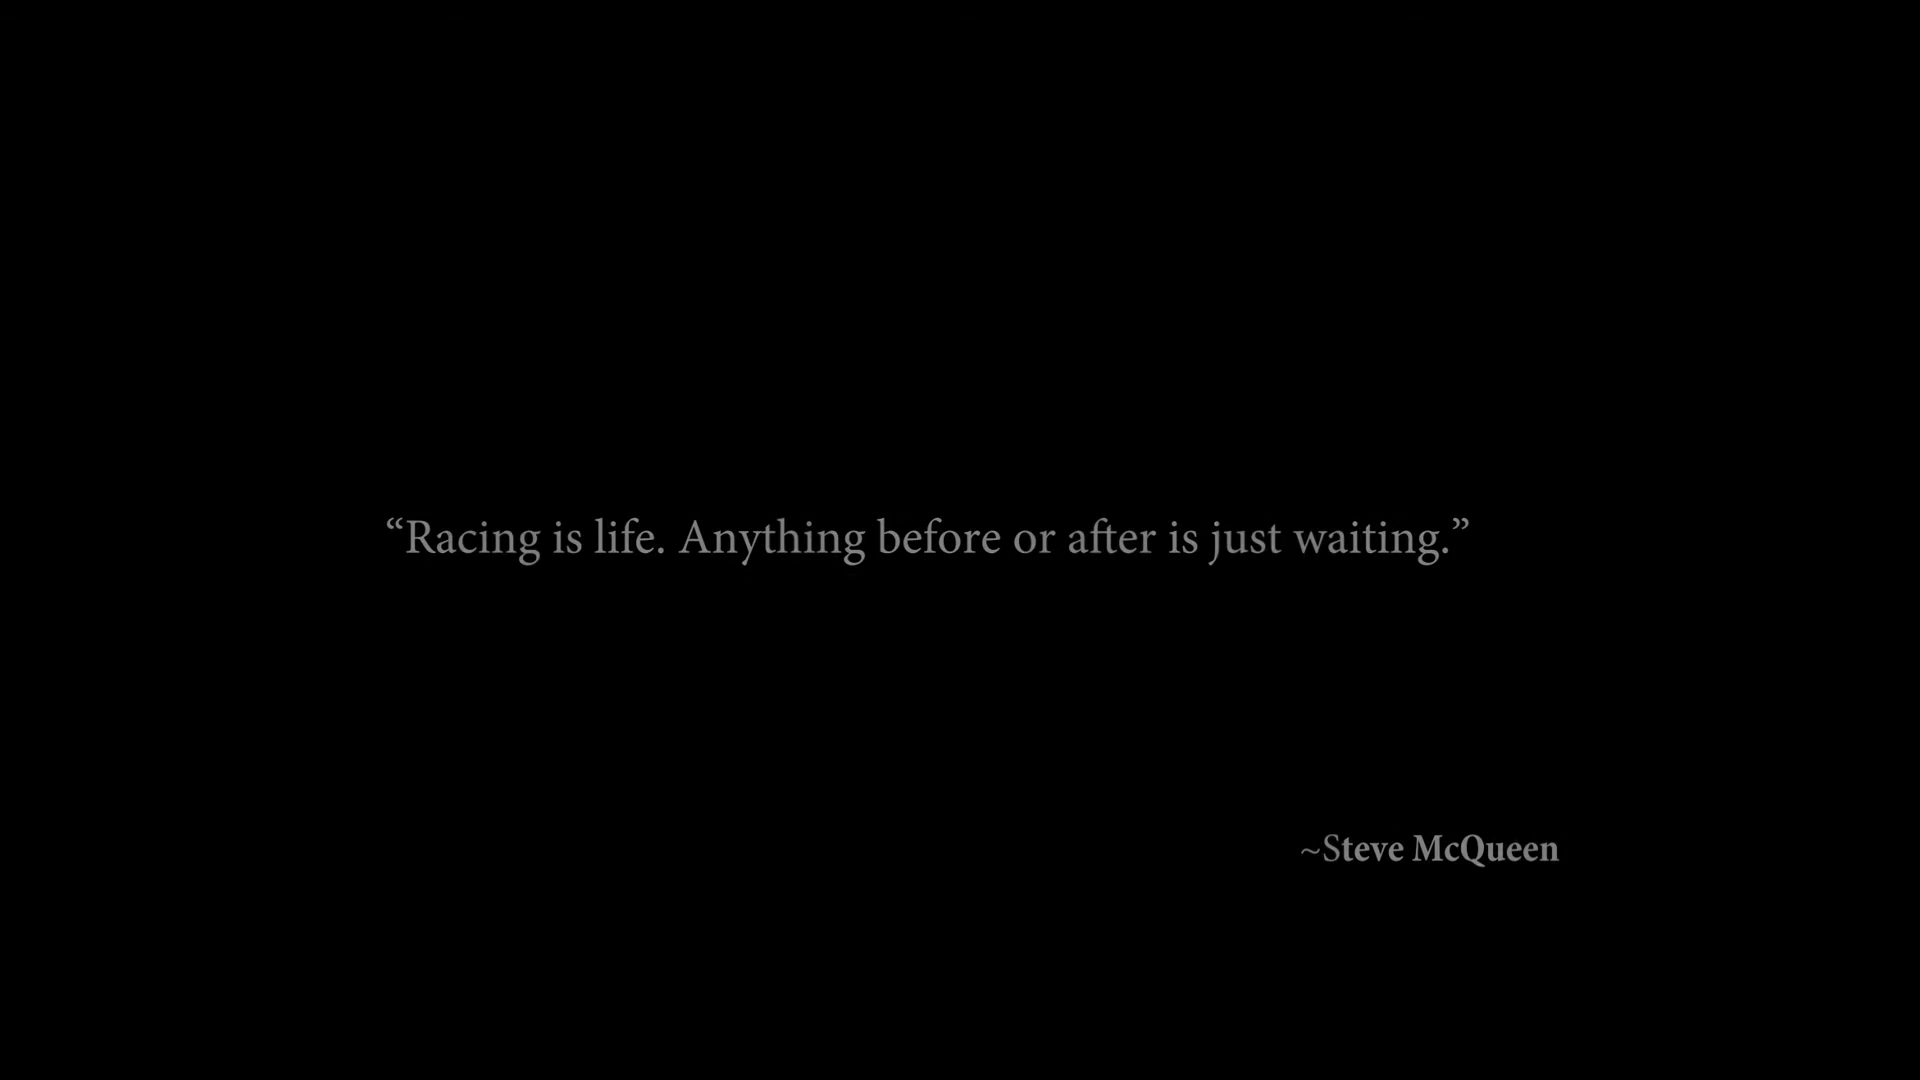 “Racing is life. Anything before or after is just waiting.”
~Steve McQueen